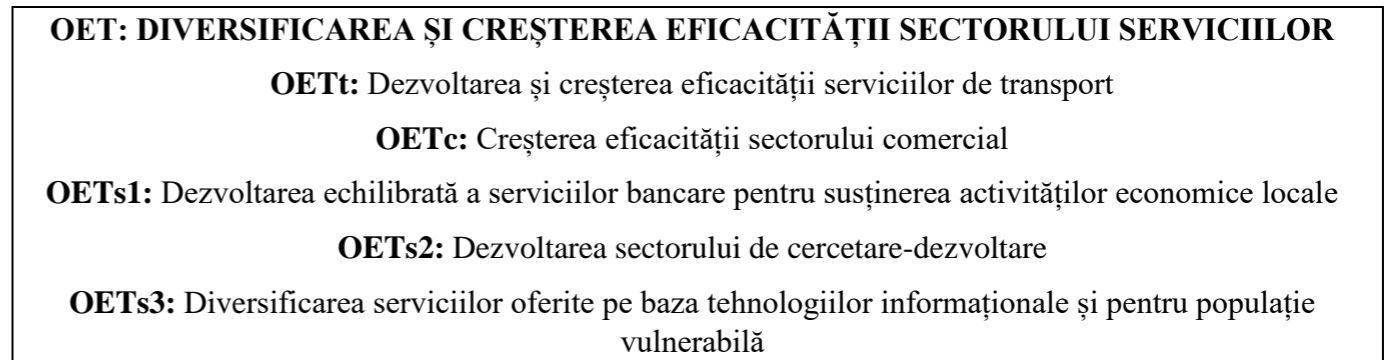 OET: DIVERSIFICAREA ȘI CREȘTEREA EFICACITĂȚII SECTORULUI SERVICIILOR
OETt: Dezvoltarea și creșterea eficacității serviciilor de transport
OETc: Creșterea eficacității sectorului comercial
OETs1: Dezvoltarea echilibrată a serviciilor bancare pentru susținerea activităților economice locale
OETs2: Dezvoltarea sectorului de cercetare-dezvoltare
OETs3: Diversificarea serviciilor oferite pe baza tehnologiilor informaționale și pentru populație
vulnerabilă